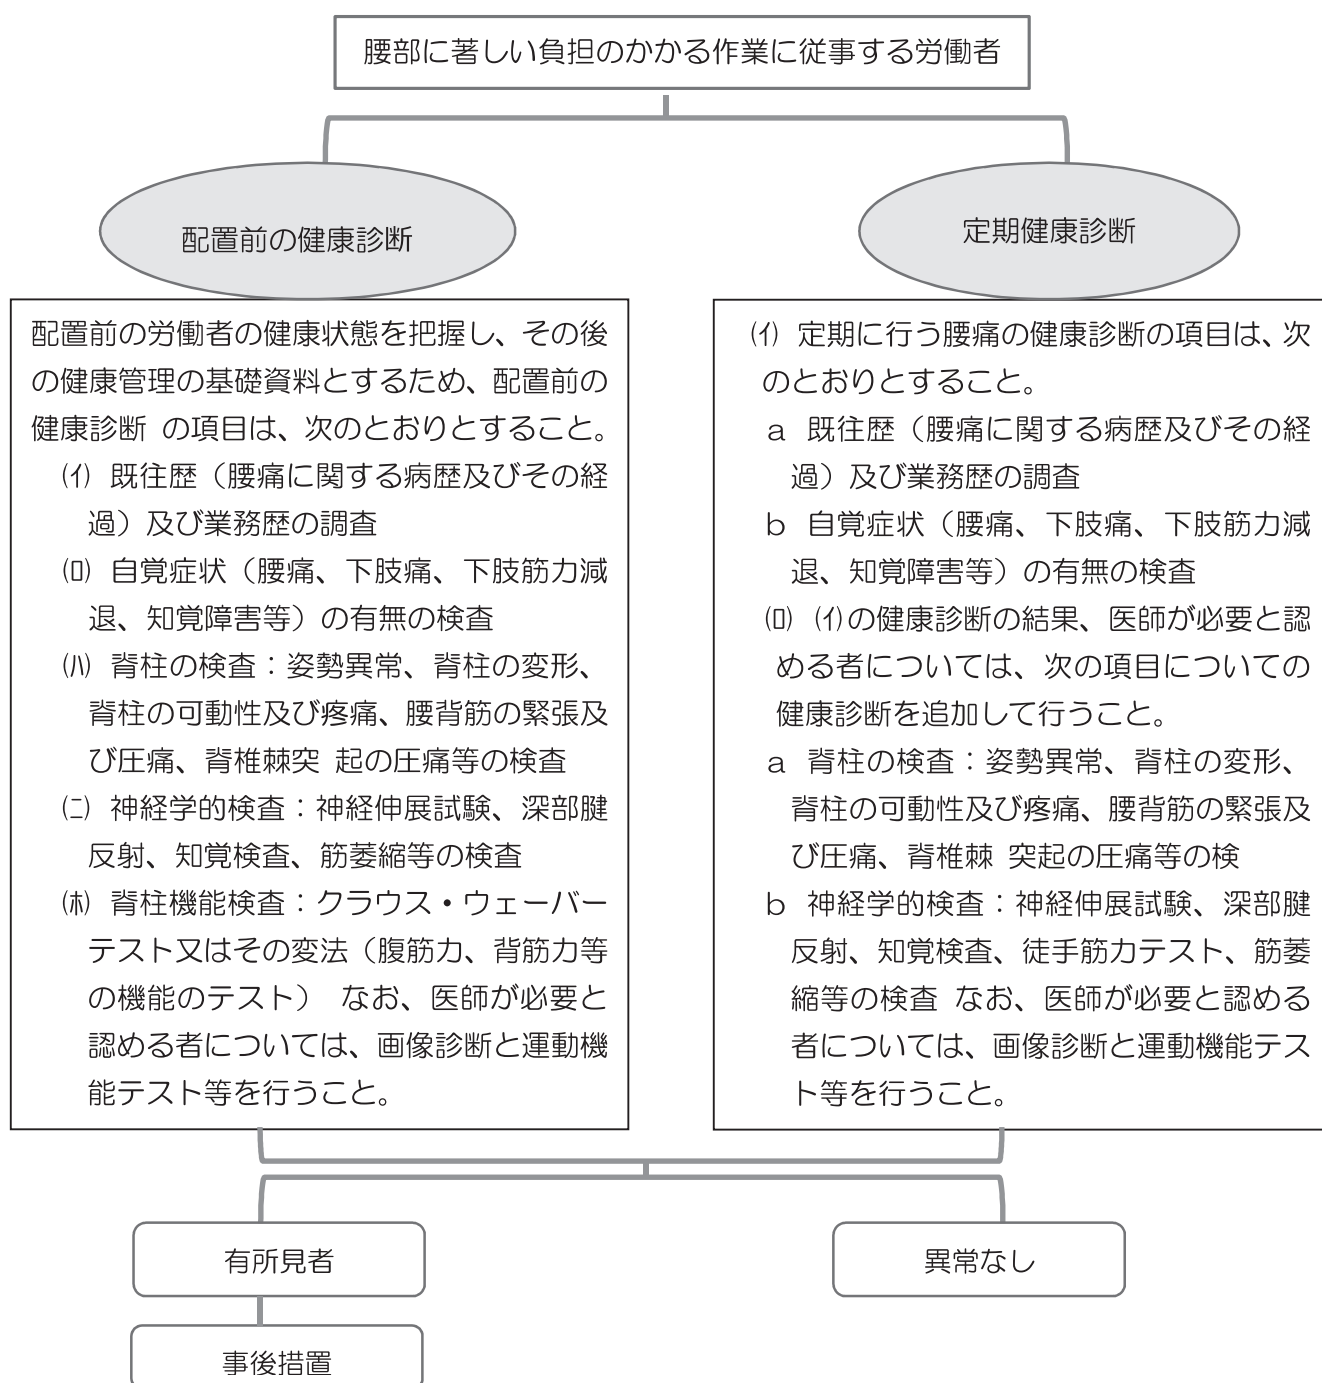 腰部に著しい負担のかかる作業に従事する労働者
配置前の健康診断
配置前の労働者の健康状態を把握し、その後
の健康管理の基礎資料とするため、配置前の
健康診断 の項目は、次のとおりとすること。
㈑ 既往歴（腰痛に関する病歴及びその経
過）及び業務歴の調査
(ロ) 自覚症状（腰痛、下肢痛、下肢筋力減
退、知覚障害等）の有無の検査
(ハ) 脊柱の検査：姿勢異常、脊柱の変形、
脊柱の可動性及び疼痛、腰背筋の緊張及
び圧痛、脊椎棘突 起の圧痛等の検査
(ニ) 神経学的検査：神経伸展試験、深部腱
反射、知覚検査、筋萎縮等の検査
(ホ) 脊柱機能検査：クラウス・ウェーバー
テスト又はその変法（腹筋力、背筋力等
の機能のテスト） なお、医師が必要と
認める者については、画像診断と運動機
能テスト等を行うこと。
定期健康診断
(イ) 定期に行う腰痛の健康診断の項目は、次
のとおりとすること。
a 既往歴（腰痛に関する病歴及びその経
過）及び業務歴の調査
b 自覚症状（腰痛、下肢痛、下肢筋力減
退、知覚障害等）の有無の検査
(ロ) (イ)の健康診断の結果、医師が必要と認
める者については、次の項目についての
健康診断を追加して行うこと。
a 脊柱の検査：姿勢異常、脊柱の変形、
脊柱の可動性及び疼痛、腰背筋の緊張及
び圧痛、脊椎棘 突起の圧痛等の検
b 神経学的検査：神経伸展試験、深部腱
反射、知覚検査、徒手筋力テスト、筋萎
縮等の検査 なお、医師が必要と認める
者については、画像診断と運動機能テス
ト等を行うこと。
有所見者
異常なし
事後措置